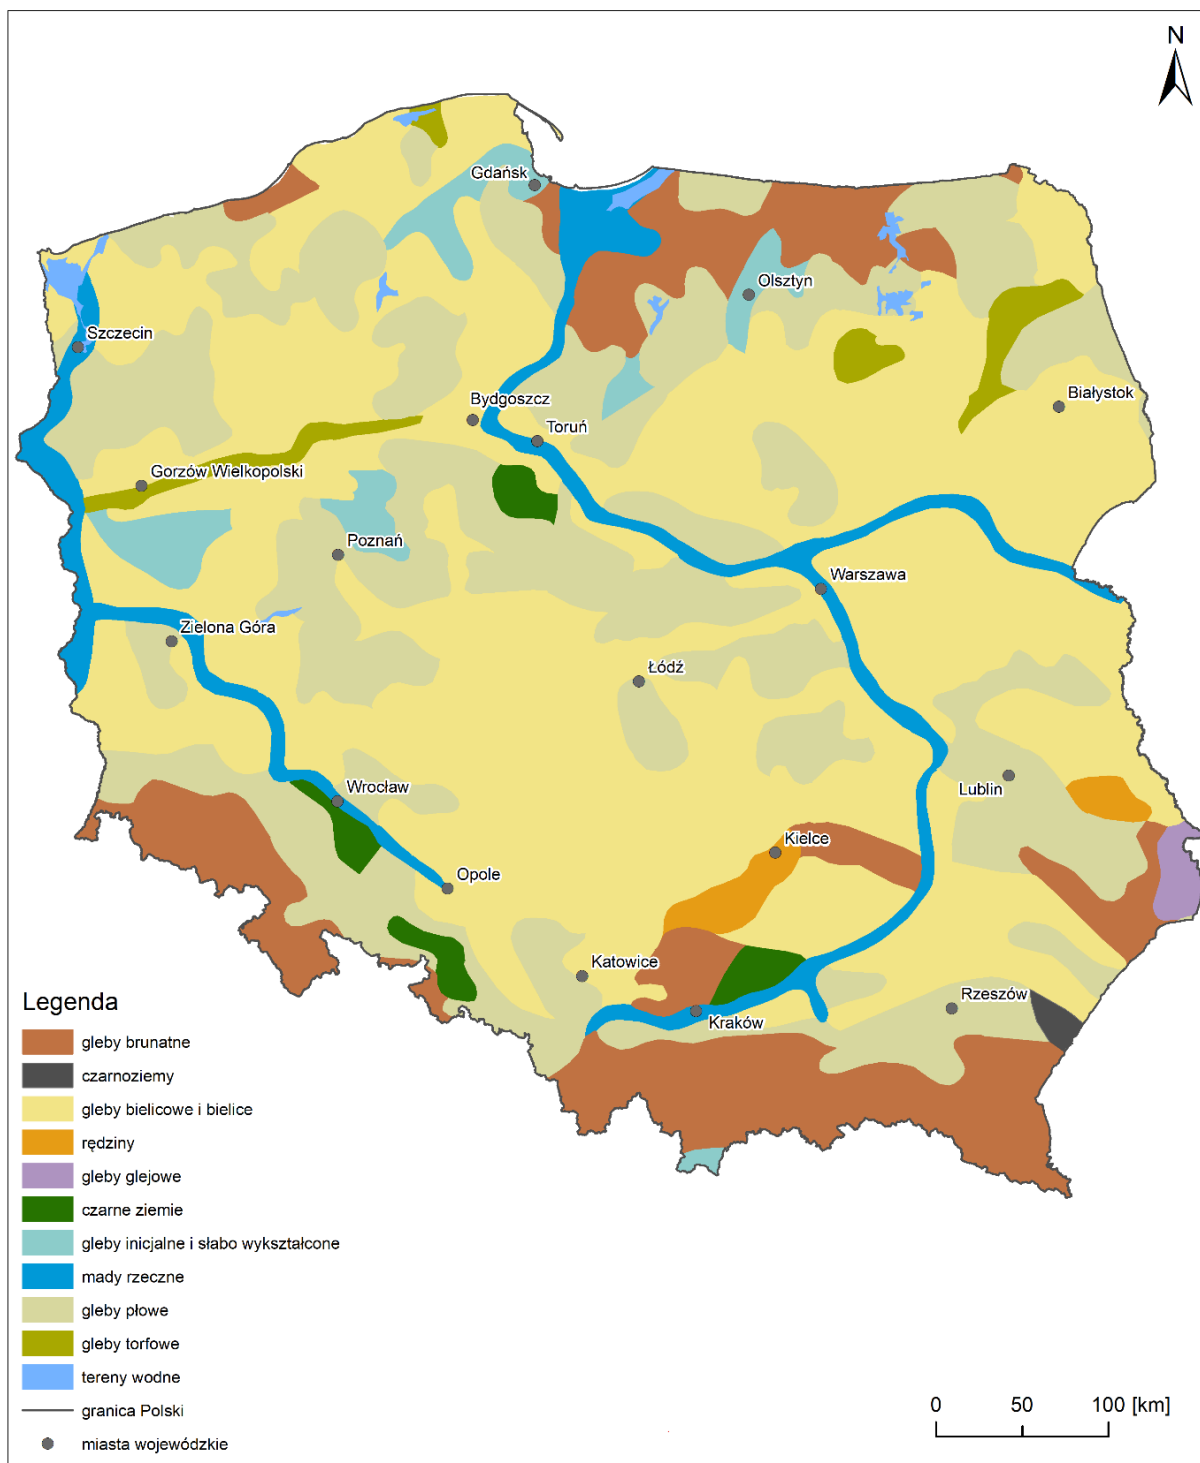 N
Gdańsk
Olsztyn
Szczecin
Białystok
Bydgoszcz
Toruń
Gorzów Wielkopolski
Poznań
Warszawa
Zielona Góra
Łódź
Wrocław
Lublin
Kielce
Opole
Katowice
Rzeszów
Kraków
Legenda
gleby brunatne
czarnoziemy
gleby bielicowe i bielice
rędziny
gleby glejowe
czarne ziemie
gleby inicjalne i słabo wykształcone
mady rzeczne
gleby płowe
gleby torfowe
tereny wodne
granica Polski
miasta wojewódzkie
0 50 100 [km]